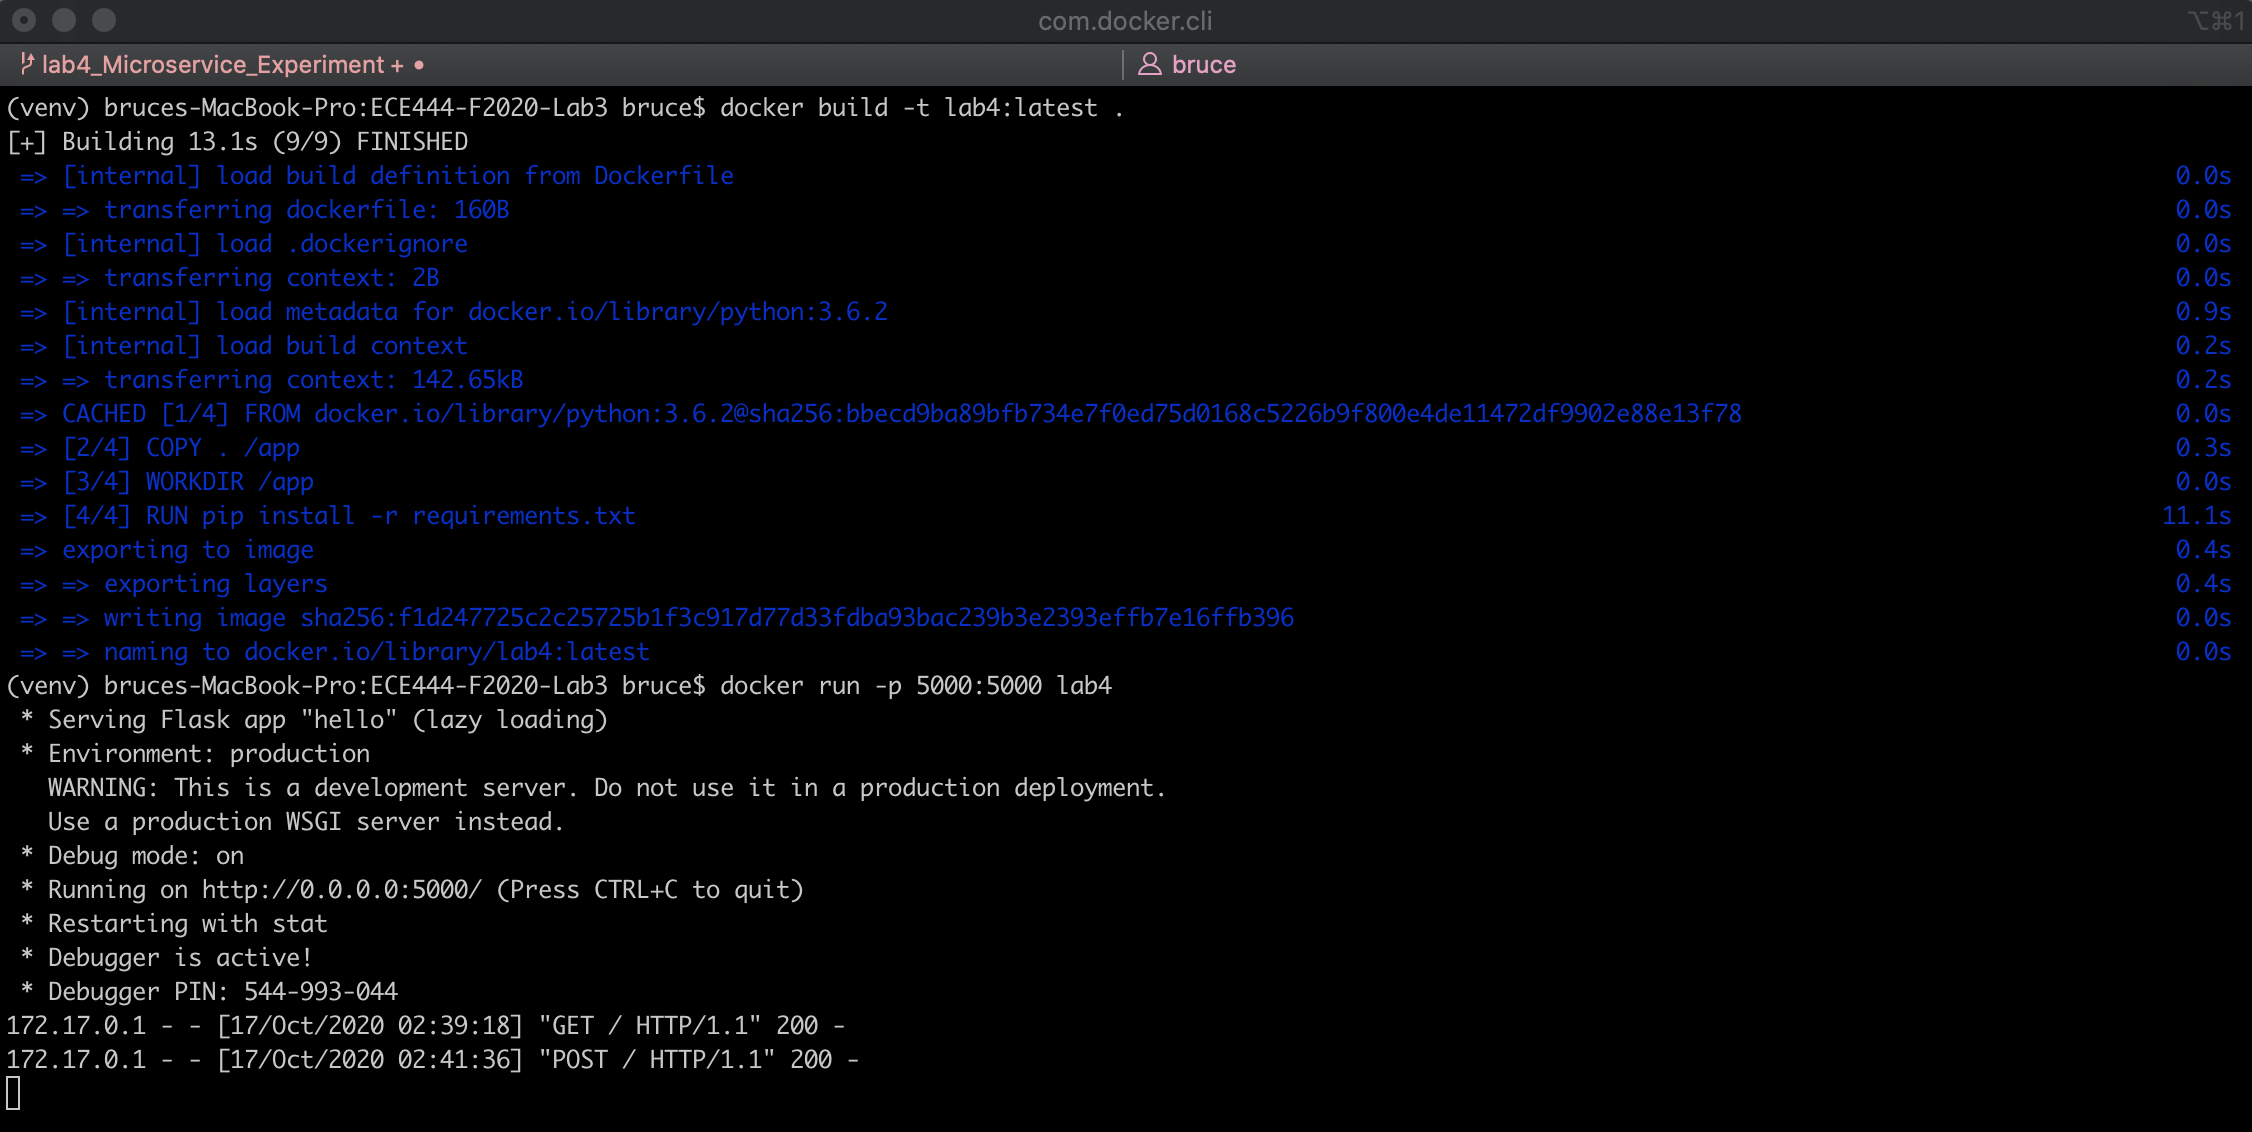 com.docker.cli
⌥⌘1
lab4_Microservice_Experiment + •
bruce
(venv) bruces-MacBook-Pro:ECE444-F2020-Lab3 bruce$ docker build -t lab4:latest .
[+] Building 13.1s (9/9) FINISHED
=> [internal] load build definition from Dockerfile 0.0s
=> => transferring dockerfile: 160B 0.0s
=> [internal] load .dockerignore 0.0s
=> => transferring context: 2B 0.0s
=> [internal] load metadata for docker.io/library/python:3.6.2 0.9s
=> [internal] load build context 0.2s
=> => transferring context: 142.65kB 0.2s
=> CACHED [1/4] FROM docker.io/library/python:3.6.2@sha256:bbecd9ba89bfb734e7f0ed75d0168c5226b9f800e4de11472df9902e88e13f78 0.0s
=> [2/4] COPY . /app 0.3s
=> [3/4] WORKDIR /app 0.0s
=> [4/4] RUN pip install -r requirements.txt 11.1s
=> exporting to image 0.4s
=> => exporting layers 0.4s
=> => writing image sha256:f1d247725c2c25725b1f3c917d77d33fdba93bac239b3e2393effb7e16ffb396 0.0s
=> => naming to docker.io/library/lab4:latest 0.0s
(venv) bruces-MacBook-Pro:ECE444-F2020-Lab3 bruce$ docker run -p 5000:5000 lab4
* Serving Flask app "hello" (lazy loading)
* Environment: production
WARNING: This is a development server. Do not use it in a production deployment.
Use a production WSGI server instead.
* Debug mode: on
* Running on http://0.0.0.0:5000/ (Press CTRL+C to quit)
* Restarting with stat
* Debugger is active!
* Debugger PIN: 544-993-044
172.17.0.1 - - [17/Oct/2020 02:39:18] "GET / HTTP/1.1" 200 -
172.17.0.1 - - [17/Oct/2020 02:41:36] "POST / HTTP/1.1" 200 -